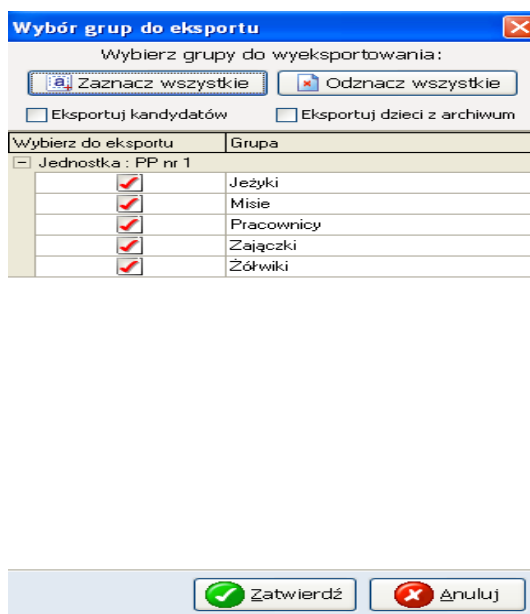 Wybór grup do eksportu
Wybierz grupy do wyeksportowania:
Zaznacz wszystkie Odznacz wszystkie
Eksportuj kandydatów Eksportuj dzieci z archiwum
Wybierz do eksportu Grupa
Jednostka : PP nr 1
Jeżyki
Misie
Pracownicy
Zajączki
Żółwiki
Zatwierdź Anuluj